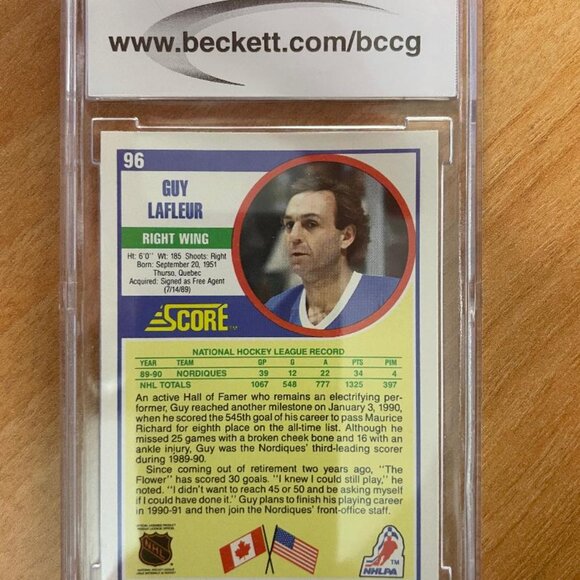 www.beckett.com/bccg
96
GUY
LAFLEUR
RIGHT WING
Ht: 6'0" Wt: 185 Shoots: Right
Born: September 20, 1951
Thurso, Quebec
Acquired: Signed as Free Agent
(7/14/89)
SCORE TM
NATIONAL HOCKEY LEAGUE RECORD
YEAR TEAM GP G A PTS PIM
89-90 NORDIQUES 39 12 22 34 4
NHL TOTALS 1067 548 777 1325 397
An active Hall of Famer who remains an electrifying per-
former, Guy reached another milestone on January 3, 1990,
when he scored the 545th goal of his career to pass Maurice
Richard for eighth place on the all-time list. Although he
missed 25 games with a broken cheek bone and 16 with an
ankle injury, Guy was the Nordiques' third-leading scorer
during 1989-90.
Since coming out of retirement two years ago, "The
Flower" has scored 30 goals. "I knew I could still play," he
noted. "I didn't want to reach 45 or 50 and be asking myself
if I could have done it." Guy plans to finish his playing career
in 1990-91 and then join the Nordiques' front-office staff.
NHL
NHLPA
TM